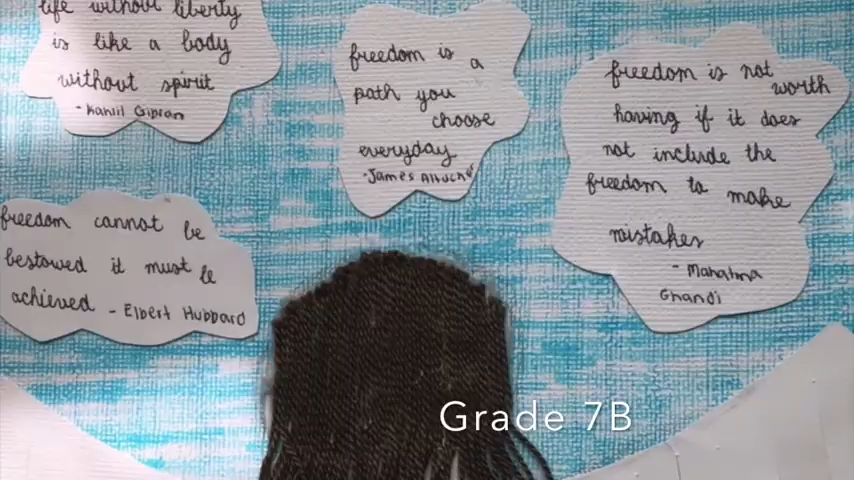 life without liberty
is like a body
without spirit
- Kahlil Gibran
freedom is a
path you
choose
everyday
-James Altucher
freedom is not
worth
having if it does
not include the
freedom to make
mistakes
- Mahatma
Ghandi
freedom cannot be
bestowed it must be
achieved - Elbert Hubbard
Grade 7B